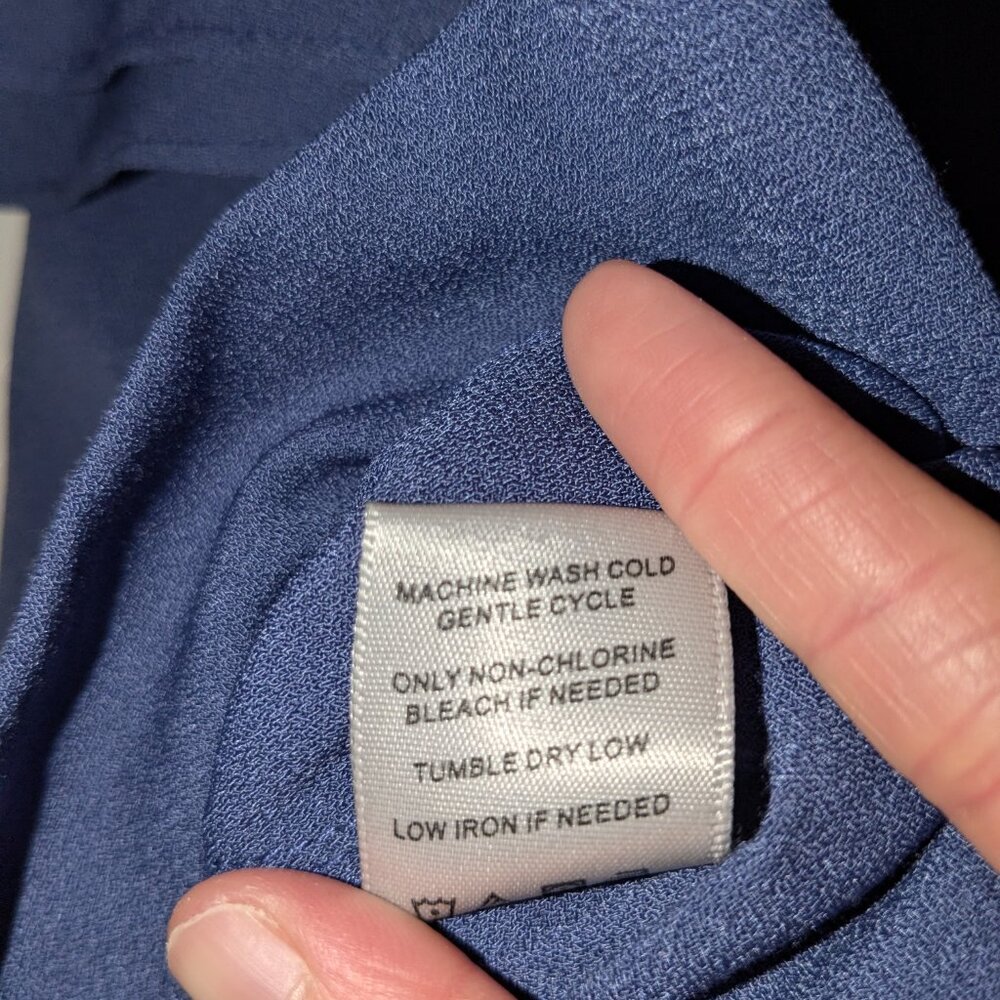 MACHINE WASH COLD
GENTLE CYCLE
ONLY NON-CHLORINE
BLEACH IF NEEDED
TUMBLE DRY LOW
LOW IRON IF NEEDED